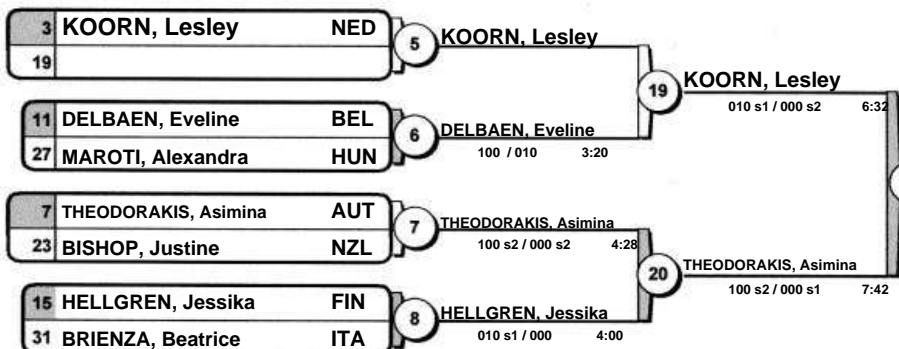 3 KOORN, Lesley NED
19
5
KOORN, Lesley
11 DELBAEN, Eveline BEL
27 MAROTI, Alexandra HUN
6
DELBAEN, Eveline
100 / 010 3:20
19
KOORN, Lesley
010 s1 / 000 s2 6:32
7 THEODORAKIS, Asimina AUT
23 BISHOP, Justine NZL
7
THEODORAKIS, Asimina
100 s2 / 000 s2 4:28
15 HELLGREN, Jessika FIN
31 BRIENZA, Beatrice ITA
8
HELLGREN, Jessika
010 s1 / 000 4:00
20
THEODORAKIS, Asimina
100 s2 / 000 s1 7:42